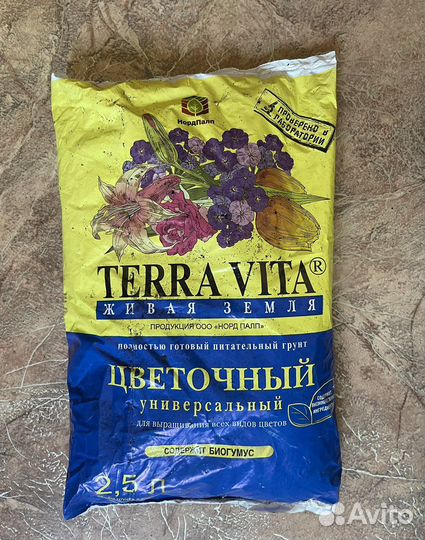 НордПалп
ПРОВЕРЕНО В
ЛАБОРАТОРИИ
TERRA VITA®
ЖИВАЯ ЗЕМЛЯ
ПРОДУКЦИЯ ООО «НОРД ПАЛП»
полностью готовый питательный грунт
ЦВЕТОЧНЫЙ
универсальный
для выращивания всех видов цветов
СОДЕРЖИТ БИОГУМУС
2,5 л
Avito